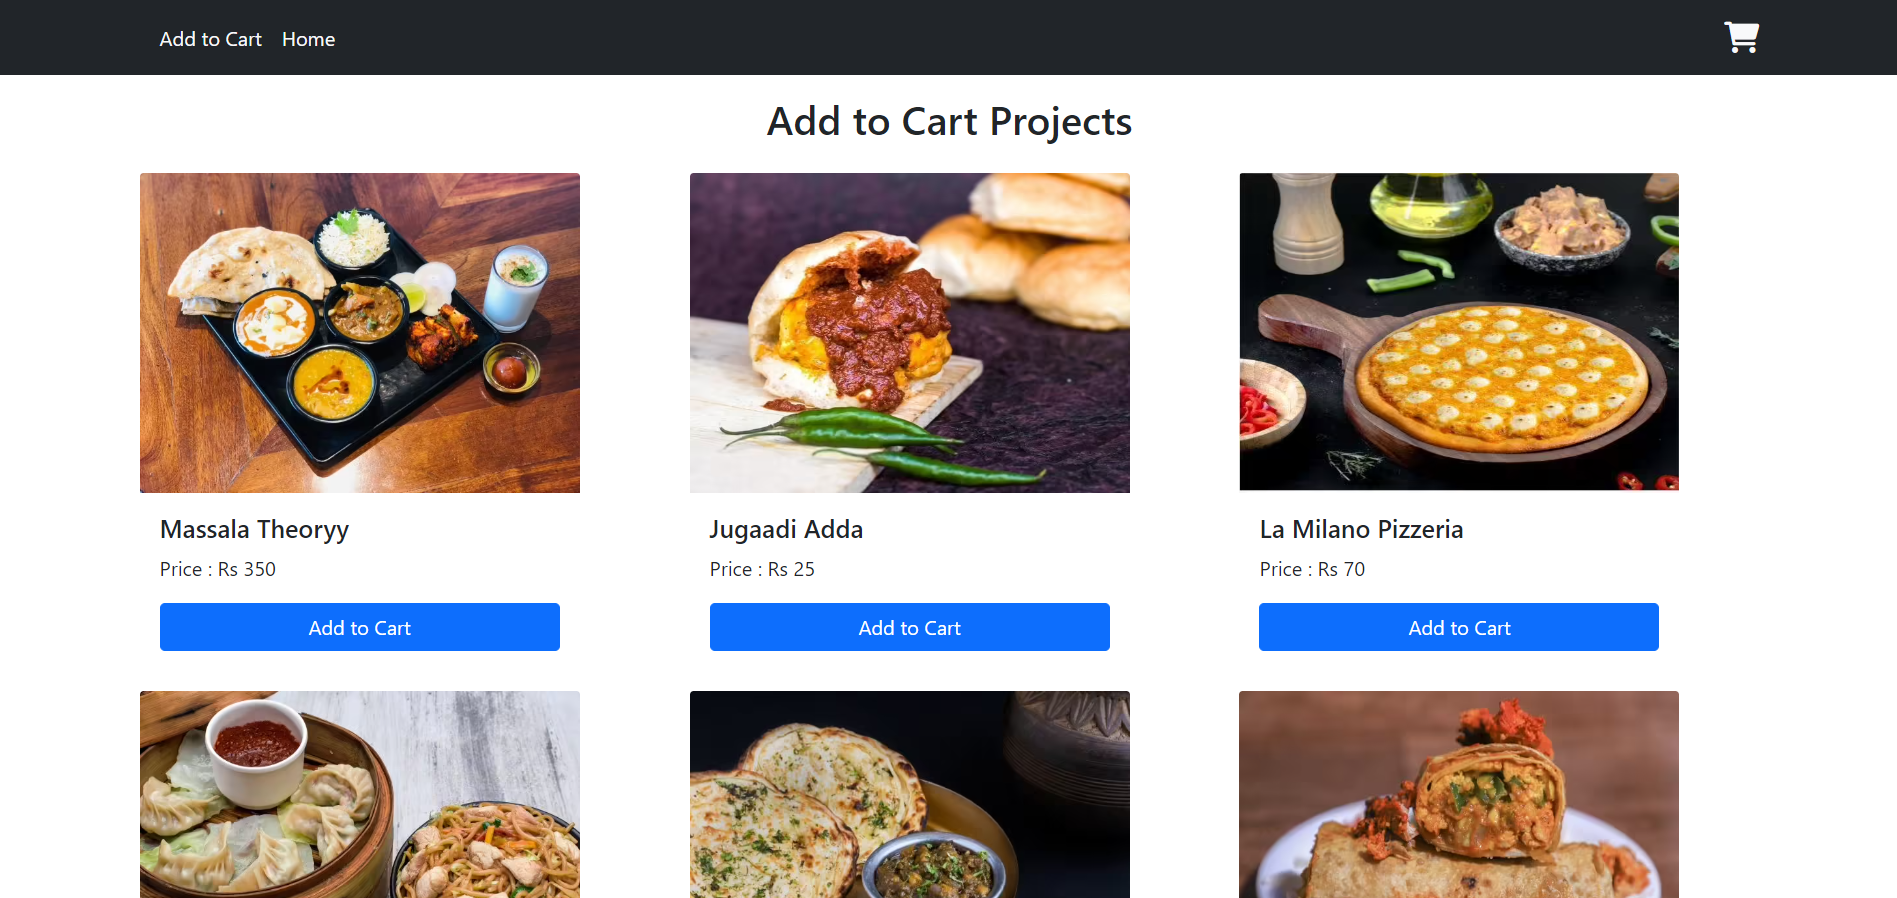 Add to Cart Home
Add to Cart Projects
Massala Theoryy
Price : Rs 350
Add to Cart
Jugaadi Adda
Price : Rs 25
Add to Cart
La Milano Pizzeria
Price : Rs 70
Add to Cart